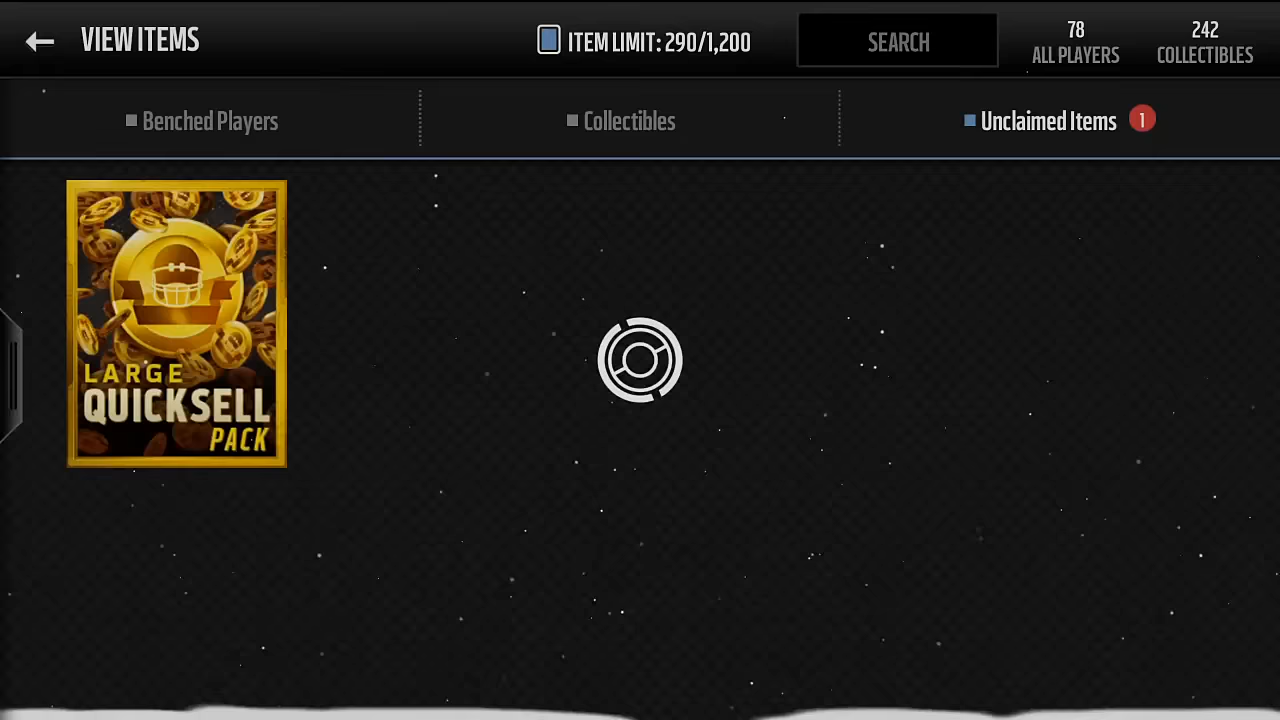 VIEW ITEMS
ITEM LIMIT: 290/1,200
SEARCH
78
ALL PLAYERS
242
COLLECTIBLES
Benched Players
Collectibles
Unclaimed Items
1
LARGE
QUICKSELL
PACK